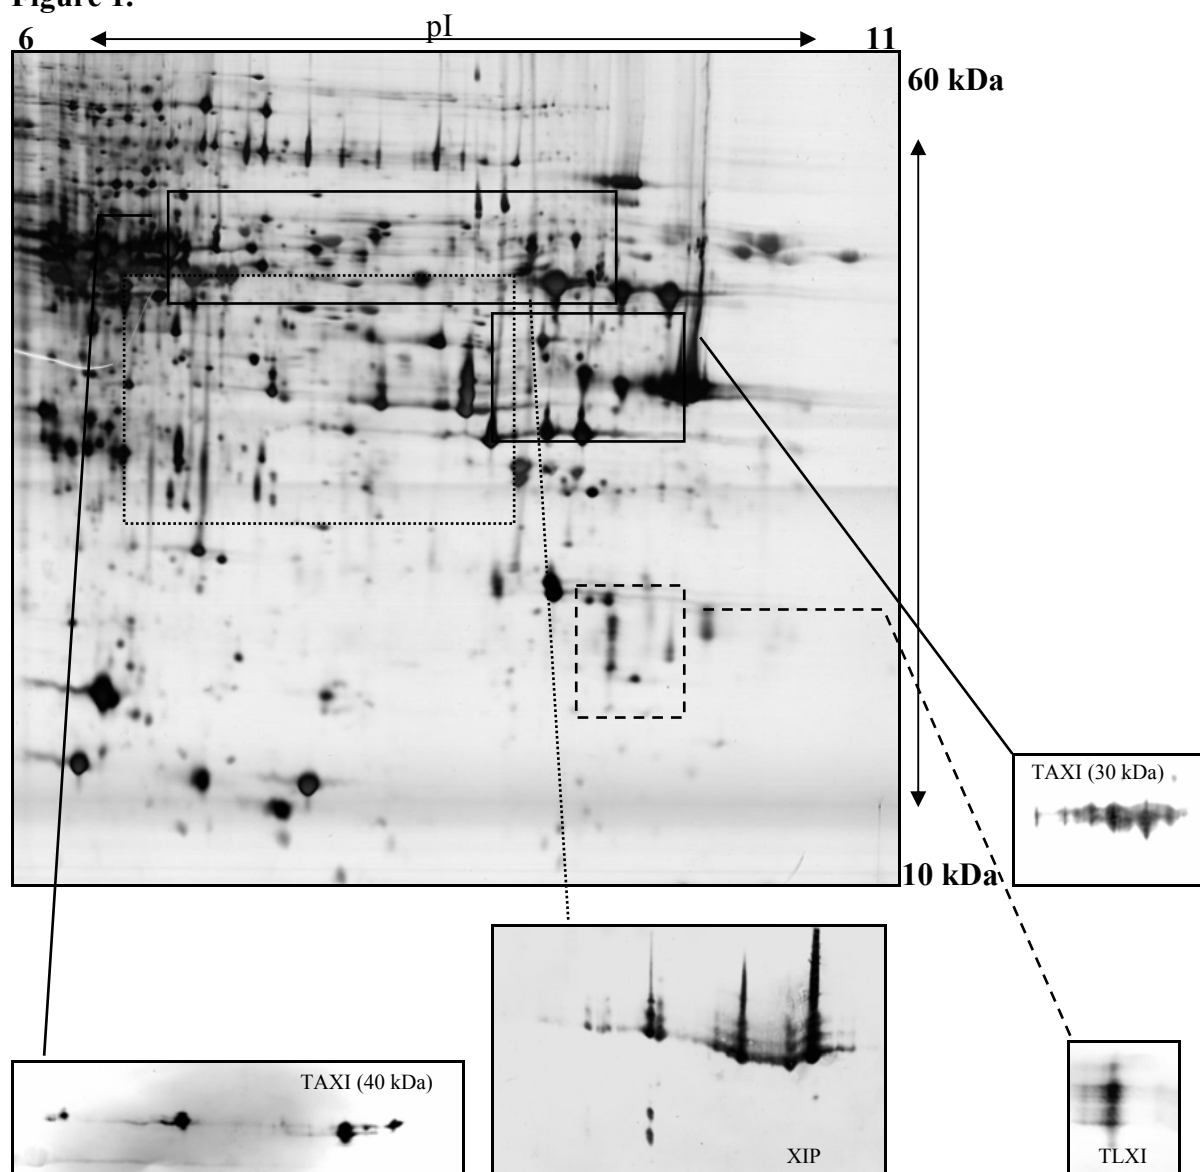 Figure 1.
pI
6
11
60 kDa
TAXI (30 kDa)
10 kDa
TAXI (40 kDa)
XIP
TLXI